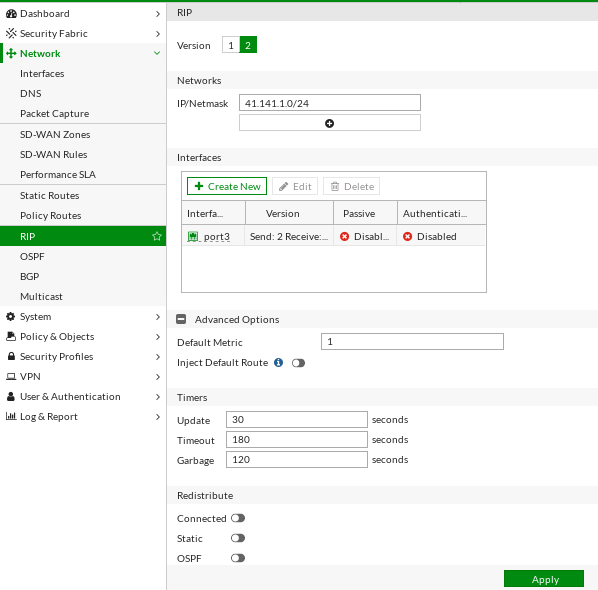 Dashboard
Security Fabric
Network
Interfaces
DNS
Packet Capture
SD-WAN Zones
SD-WAN Rules
Performance SLA
Static Routes
Policy Routes
RIP
OSPF
BGP
Multicast
System
Policy & Objects
Security Profiles
VPN
User & Authentication
Log & Report
RIP
Version 1 2
Networks
IP/Netmask 41.141.1.0/24
Interfaces
Create New Edit Delete
Interfa... Version Passive Authenticati...
port3 Send: 2 Receive:... Disabl... Disabled
Advanced Options
Default Metric 1
Inject Default Route
Timers
Update 30 seconds
Timeout 180 seconds
Garbage 120 seconds
Redistribute
Connected
Static
OSPF
Apply